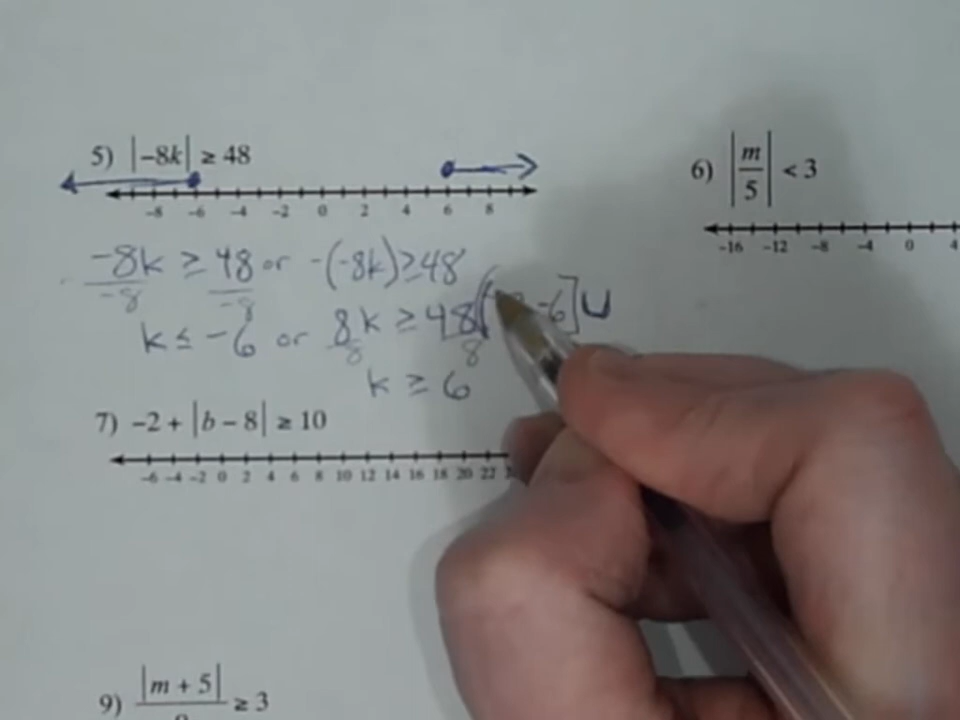 5) |-8k| ≥ 48
-8 -6 -4 -2 0 2 4 6 8
-8k ≥ 48 or -(-8k) ≥ 48
-8 -8
k ≤ -6 or 8k ≥ 48 ( -6] U
8 8
k ≥ 6
6) |m/5| < 3
-16 -12 -8 -4 0 4
7) -2 + |b - 8| ≥ 10
-6 -4 -2 0 2 4 6 8 10 12 14 16 18 20 22
9) |m + 5| ≥ 3